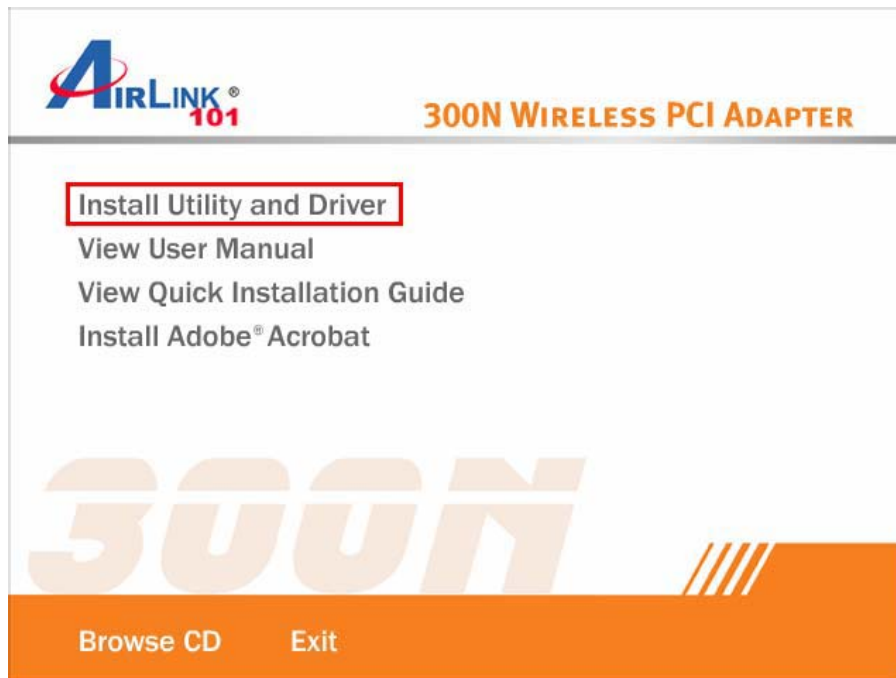 AIRLINK®
101
300N WIRELESS PCI ADAPTER
Install Utility and Driver
View User Manual
View Quick Installation Guide
Install Adobe® Acrobat
300N
Browse CD Exit